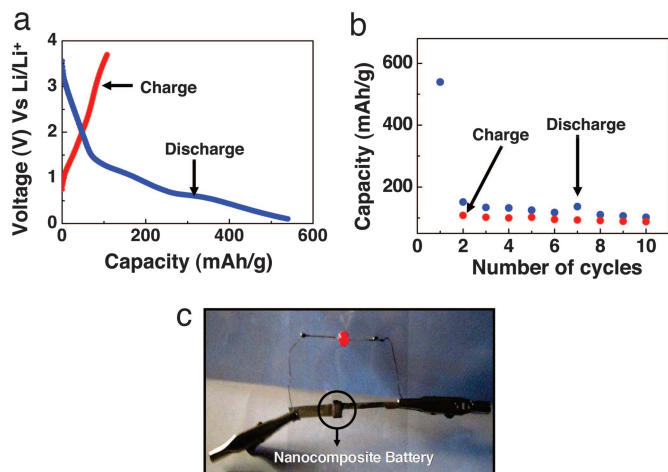 a
Voltage (V) Vs Li/Li⁺
4
3
2
1
0
0 200 400 600
Capacity (mAh/g)
Charge
Discharge
b
Capacity (mAh/g)
600
400
200
0 2 4 6 8 10
Number of cycles
Charge
Discharge
c
Nanocomposite Battery